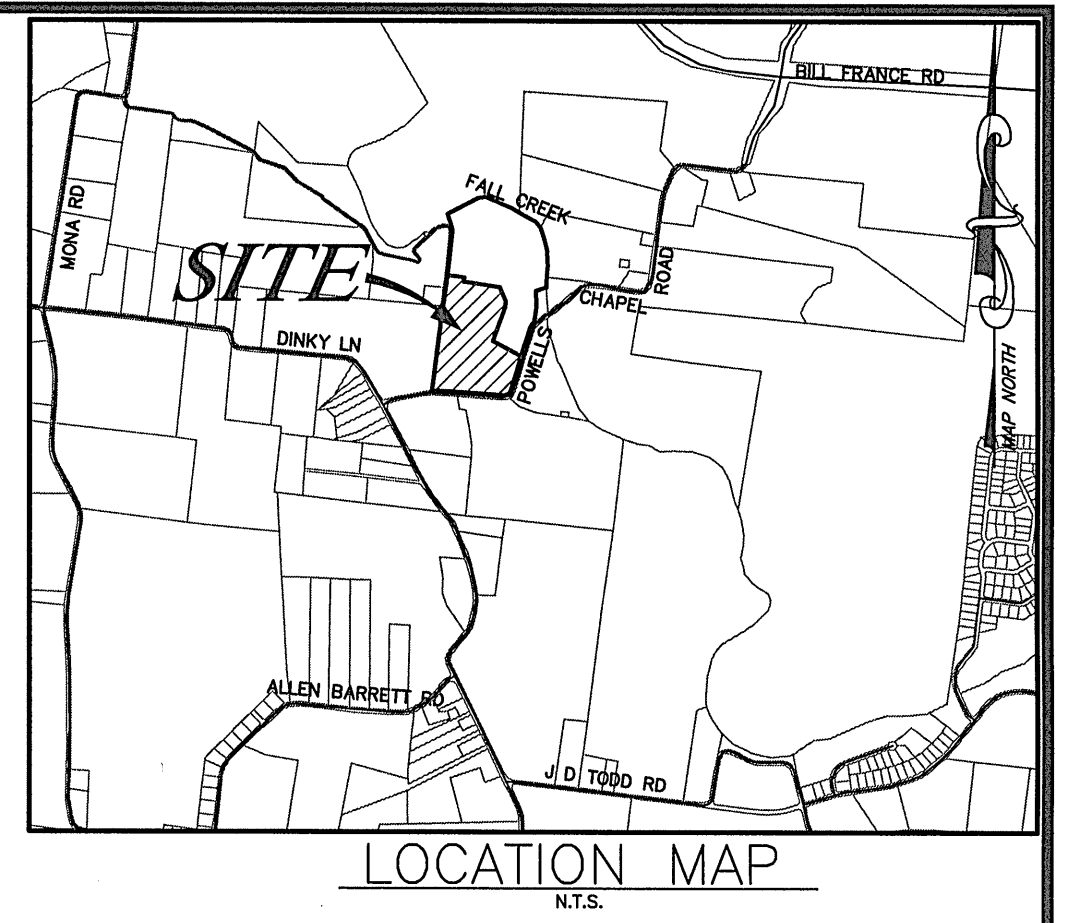 BILL FRANCE RD
FALL CREEK
MONA RD
SITE
ROAD
CHAPEL
POWELLS
DINKY LN
MAP NORTH
ALLEN BARRETT RD
J D TODD RD
LOCATION MAP
N.T.S.